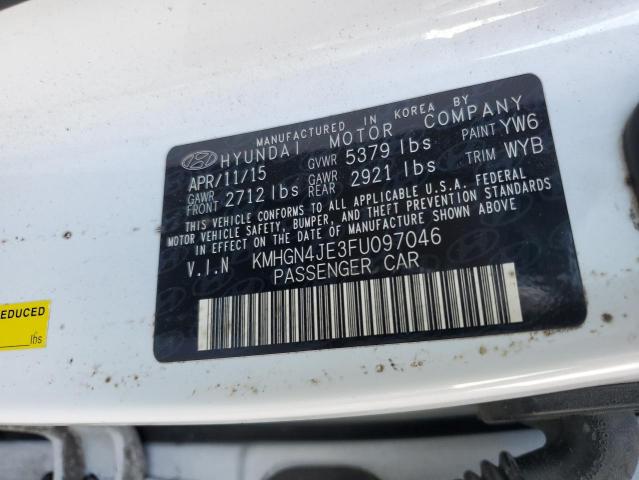 MANUFACTURED IN KOREA BY
HYUNDAI MOTOR COMPANY
APR/11/15 GVWR 5379 lbs PAINT YW6
GAWR FRONT 2712 lbs GAWR REAR 2921 lbs TRIM WYB
THIS VEHICLE CONFORMS TO ALL APPLICABLE U.S.A. FEDERAL
MOTOR VEHICLE SAFETY, BUMPER, AND THEFT PREVENTION STANDARDS
IN EFFECT ON THE DATE OF MANUFACTURE SHOWN ABOVE.
V.I.N KMHGN4JE3FU097046
PASSENGER CAR
EDUCED
lbs